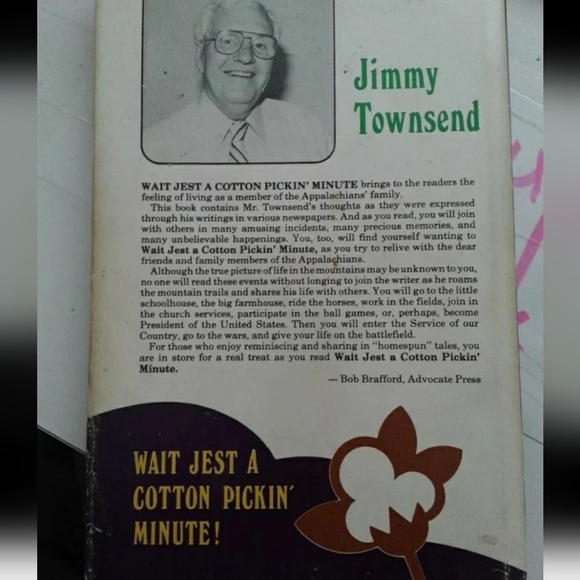 Jimmy
Townsend
WAIT JEST A COTTON PICKIN' MINUTE brings to the readers the
feeling of living as a member of the Appalachians' family.
This book contains Mr. Townsend's thoughts as they were expressed
through his writings in various newspapers. And as you read, you will join
with others in many amusing incidents, many precious memories, and
many unbelievable happenings. You, too, will find yourself wanting to
Wait Jest a Cotton Pickin' Minute, as you try to relive with the dear
friends and family members of the Appalachians.
Although the true picture of life in the mountains may be unknown to you,
no one will read these events without longing to join the writer as he roams
the mountain trails and shares his life with others. You will go to the little
schoolhouse, the big farmhouse, ride the horses, work in the fields, join in
the church services, participate in the ball games, or, perhaps, become
President of the United States. Then you will enter the Service of our
Country, go to the wars, and give your life on the battlefield.
For those who enjoy reminiscing and sharing in "homespun" tales, you
are in store for a real treat as you read Wait Jest a Cotton Pickin'
Minute.
— Bob Brafford, Advocate Press
WAIT JEST A
COTTON PICKIN'
MINUTE!